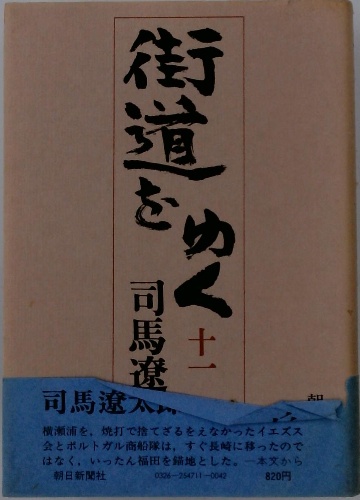 街道をゆく
十一
司馬遼
司馬遼太郎
横瀬浦を，焼打で捨てざるをえなかったイエズス
会とポルトガル商船隊は，すぐ長崎に移ったので
はなく，いったん福田を錨地とした。―本文から
朝日新聞社
0326-254711-0042
820円